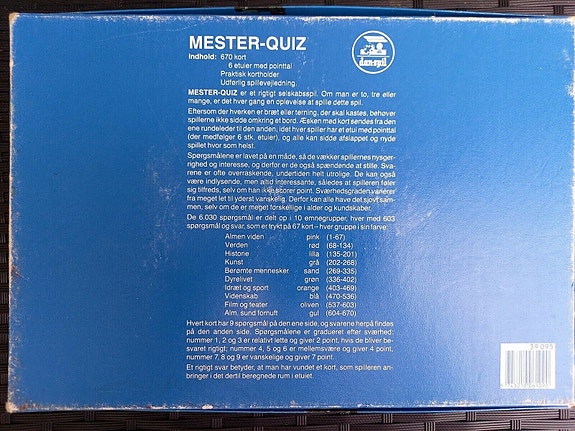 MESTER-QUIZ
Indhold: 670 kort
6 etuier med pointtal
Praktisk kortholder
Udførlig spillevejledning.
dan-spil
MESTER-QUIZ er et rigtigt selskabsspil. Om man er to, tre eller
mange, er det hver gang en oplevelse at spille dette spil.
Eftersom der hverken er bræt eller terning, der skal kastes, behøver
spillerne ikke sidde omkring et bord. Æsken med kort sendes fra den
ene rundeleder til den anden, idet hver spiller har et etui med pointtal
(der medfølger 6 stk. etuier), og alle kan sidde afslappet og nyde
spillet hvor som helst.
Spørgsmålene er lavet på en måde, så de vækker spillernes nysger-
righed og interesse, og derfor er de også spændende at stille. Sva-
rene er ofte overraskende, undertiden helt utrolige. De kan også
være indlysende, men altid interessante, således at spilleren føler
sig tilfreds, selv om han ikke scorer point. Sværhedsgraden varierer
fra meget let til yderst vanskelig. Derfor kan alle have det sjovt sam-
men, selv om de er meget forskellige i alder og kundskaber.
De 6.030 spørgsmål er delt op i 10 emnegrupper, hver med 603
spørgsmål og svar, som er trykt på 67 kort – hver gruppe i sin farve:
Almen viden pink (1-67)
Verden rød (68-134)
Historie lilla (135-201)
Kunst grå (202-268)
Berømte mennesker sand (269-335)
Dyrelivet grøn (336-402)
Idræt og sport orange (403-469)
Videnskab blå (470-536)
Film og teater oliven (537-603)
Alm. sund fornuft gul (604-670)
Hvert kort har 9 spørgsmål på den ene side, og svarene herpå findes
på den anden side. Spørgsmålene er gradueret efter sværhed:
nummer 1, 2 og 3 er relativt lette og giver 2 point, hvis de bliver be-
svaret rigtigt; nummer 4, 5 og 6 er mellemsvære og giver 4 point,
nummer 7, 8 og 9 er vanskelige og giver 7 point.
Et rigtigt svar betyder, at man har vundet et kort, som spilleren an-
bringer i det dertil beregnede rum i etuiet.
39 095